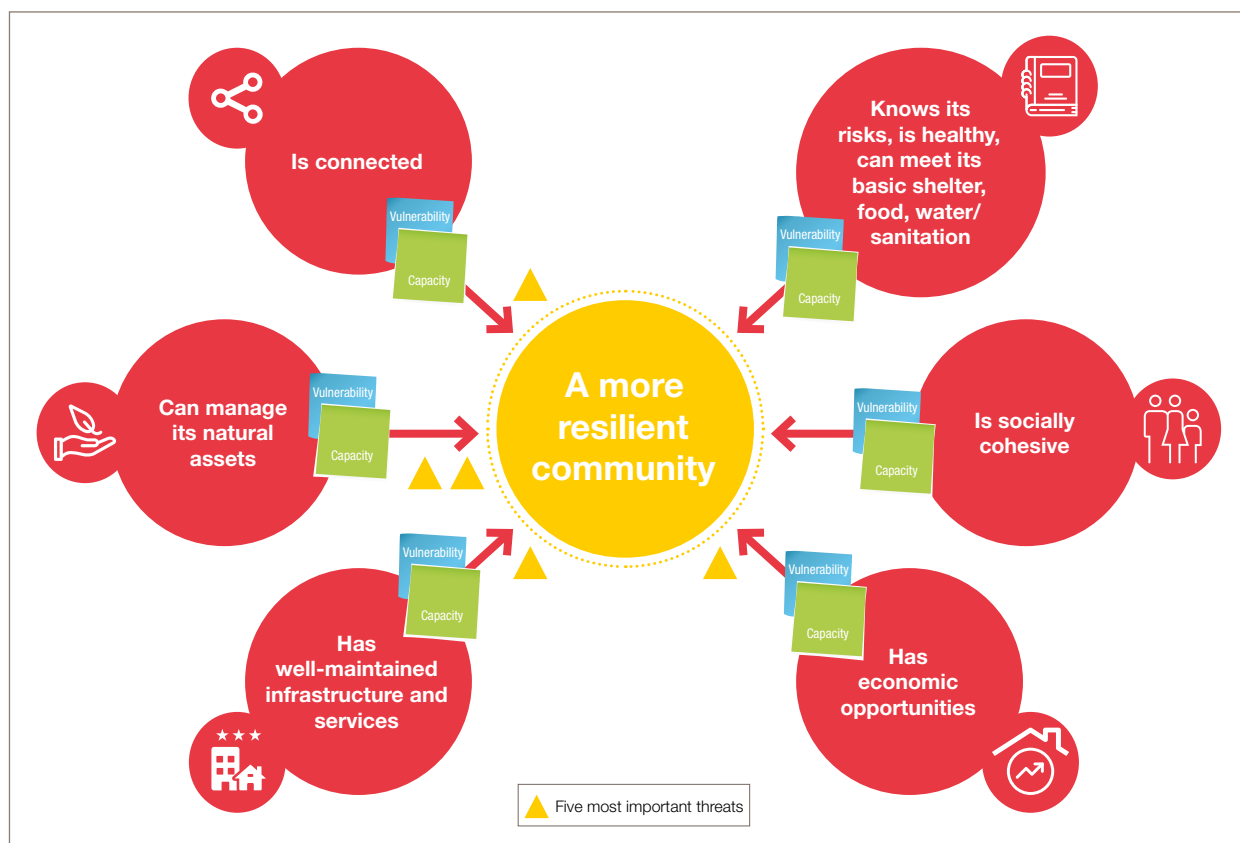 Is connected
Vulnerability
Capacity
Knows its
risks, is healthy,
can meet its
basic shelter,
food, water/
sanitation
Vulnerability
Capacity
A more
resilient
community
Can manage
its natural
assets
Vulnerability
Capacity
Is socially
cohesive
Vulnerability
Capacity
Has
well-maintained
infrastructure and
services
Vulnerability
Capacity
Has
economic
opportunities
Vulnerability
Capacity
Five most important threats